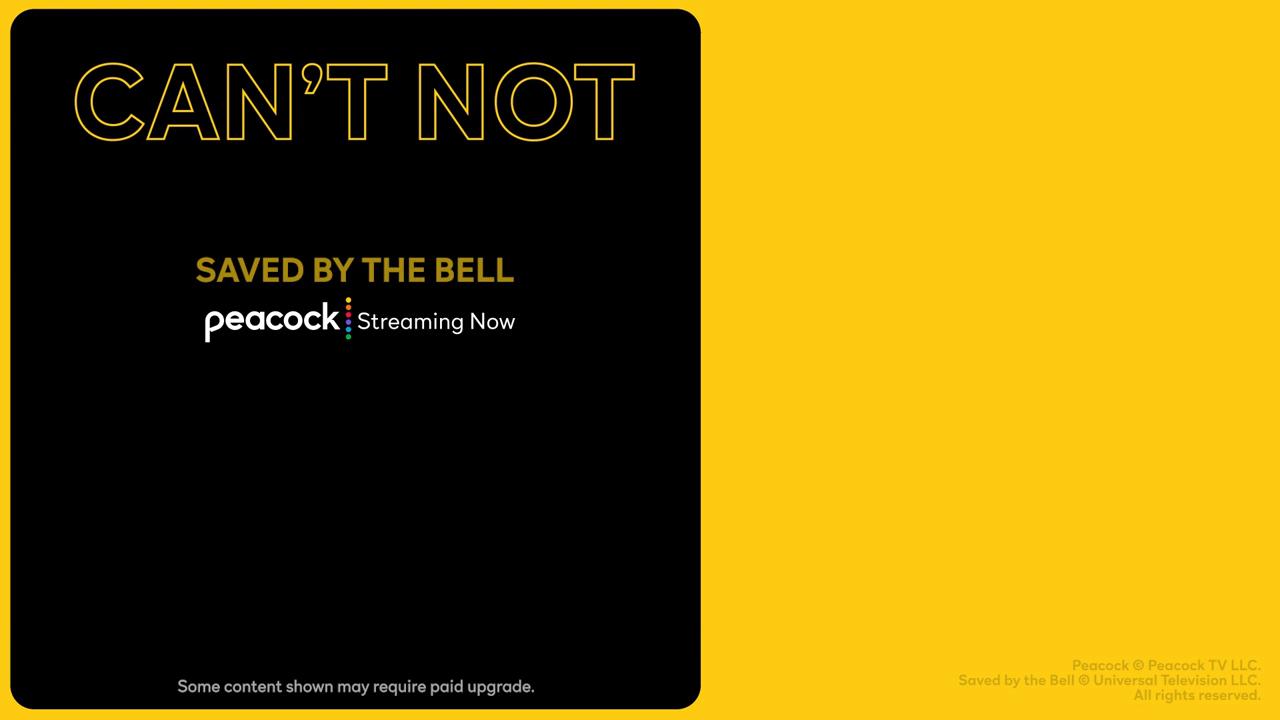 CAN’T NOT
SAVED BY THE BELL
peacock Streaming Now
Some content shown may require paid upgrade.
Peacock © Peacock TV LLC.
Saved by the Bell © Universal Television LLC.
All rights reserved.